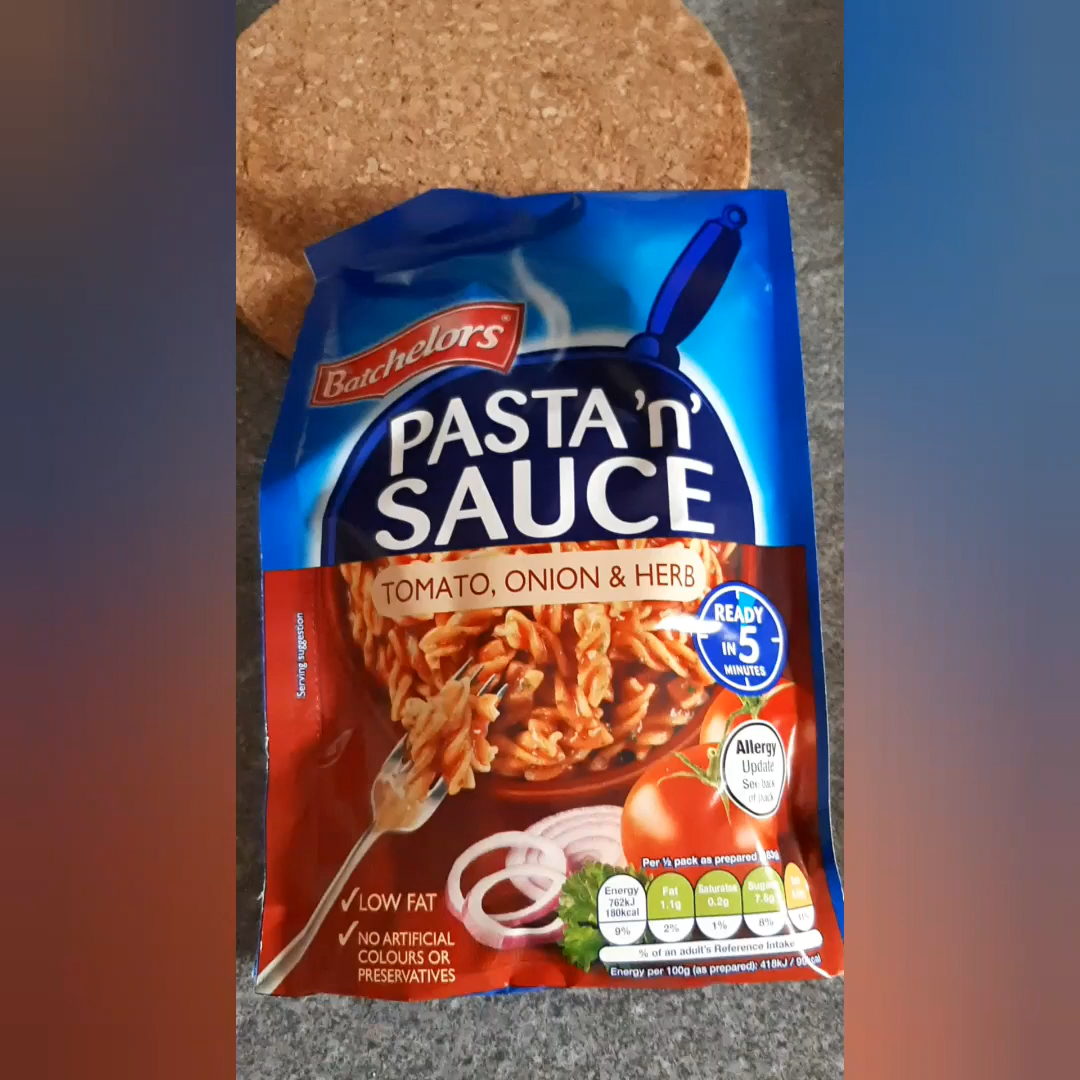 Batchelors
PASTA 'n'
SAUCE
TOMATO, ONION & HERB
READY
IN 5
MINUTES
Serving suggestion
Allergy
Update
See back
of pack
LOW FAT
NO ARTIFICIAL
COLOURS OR
PRESERVATIVES
Per ½ pack as prepared
Energy
762kJ
180kcal
9%
Fat
1.1g
2%
Saturates
0.2g
1%
Sugars
8%
% of an adult's Reference Intake
Energy per 100g (as prepared): 418kJ /